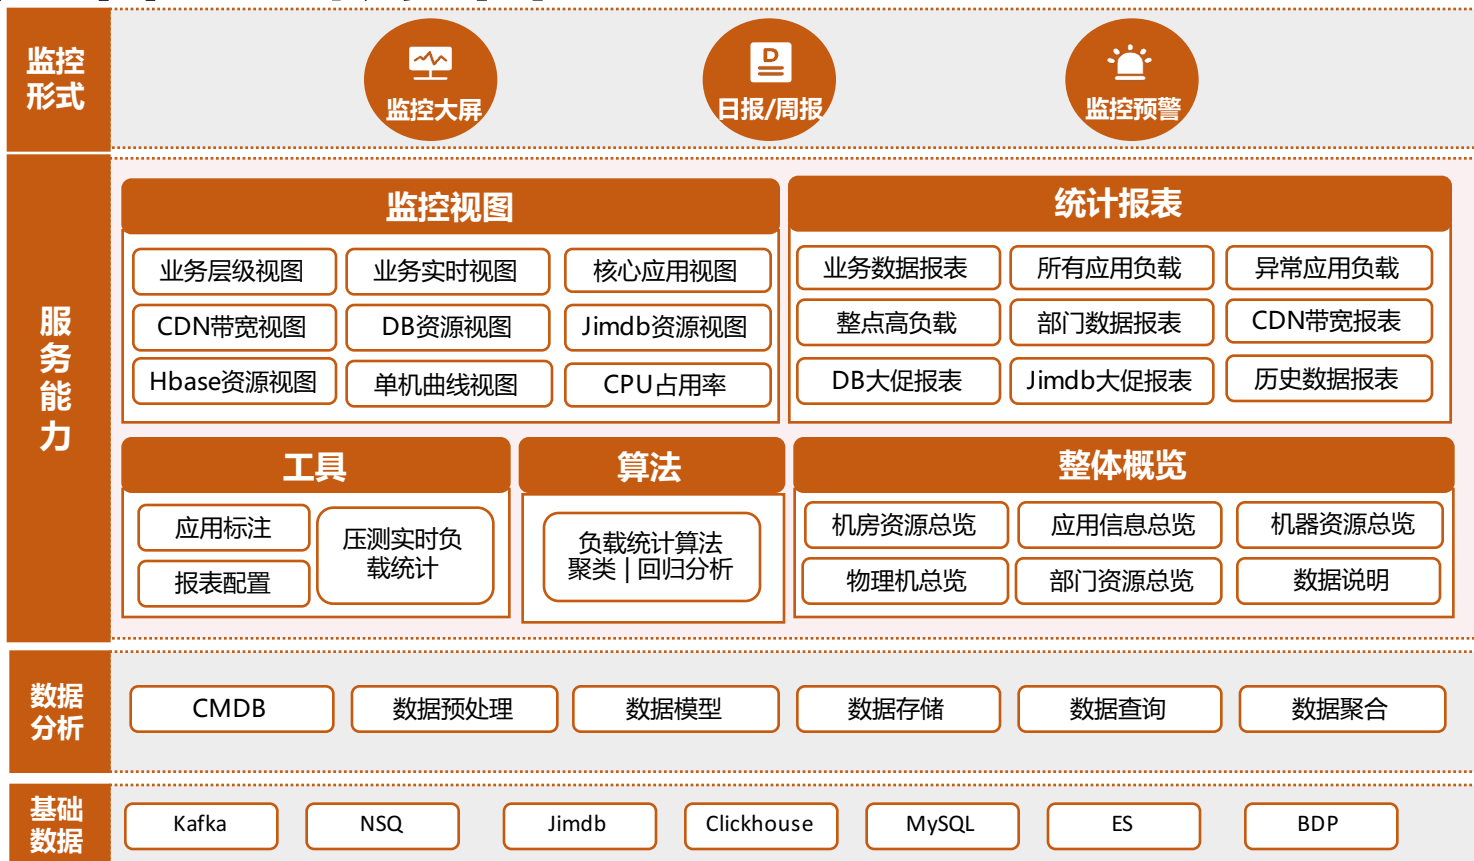 监控
形式
监控大屏
日报/周报
监控预警
服
务
能
力
监控视图
业务层级视图
业务实时视图
核心应用视图
CDN带宽视图
DB资源视图
Jimdb资源视图
Hbase资源视图
单机曲线视图
CPU占用率
统计报表
业务数据报表
所有应用负载
异常应用负载
整点高负载
部门数据报表
CDN带宽报表
DB大促报表
Jimdb大促报表
历史数据报表
工具
应用标注
报表配置
压测实时负
载统计
算法
负载统计算法
聚类 | 回归分析
整体概览
机房资源总览
应用信息总览
机器资源总览
物理机总览
部门资源总览
数据说明
数据
分析
CMDB
数据预处理
数据模型
数据存储
数据查询
数据聚合
基础
数据
Kafka
NSQ
Jimdb
Clickhouse
MySQL
ES
BDP